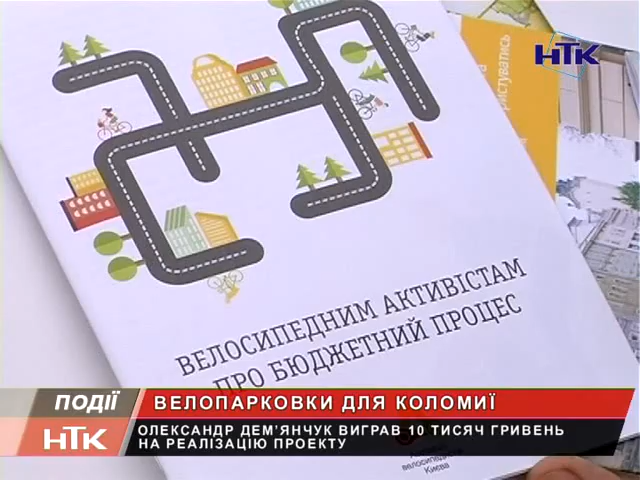 НТК
ристуватись
ВЕЛОСИПЕДНИМ АКТИВІСТАМ
ПРО БЮДЖЕТНИЙ ПРОЦЕС
ПОДІЇ
ВЕЛОПАРКОВКИ ДЛЯ КОЛОМИЇ
НТК
ОЛЕКСАНДР ДЕМ'ЯНЧУК ВИГРАВ 10 ТИСЯЧ ГРИВЕНЬ
НА РЕАЛІЗАЦІЮ ПРОЕКТУ
Києва